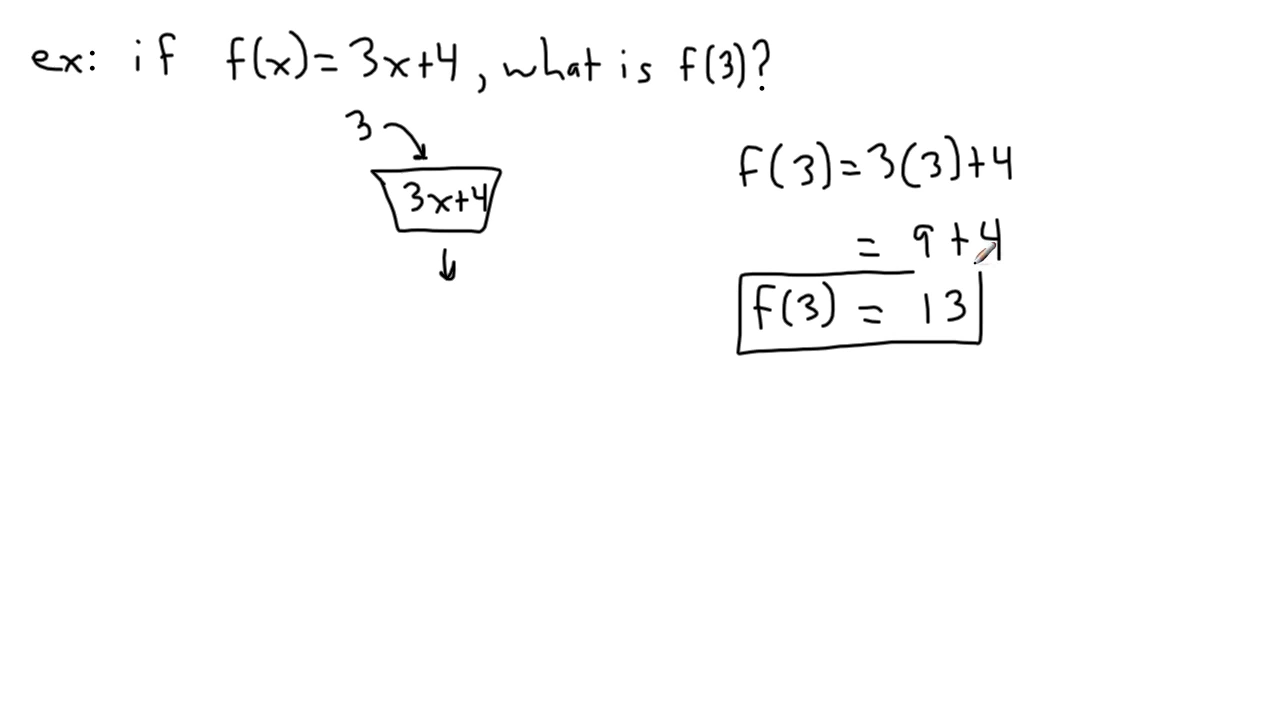 ex: if f(x)=3x+4, what is f(3)?
3
3x+4
f(3)=3(3)+4
= 9+4
f(3) = 13